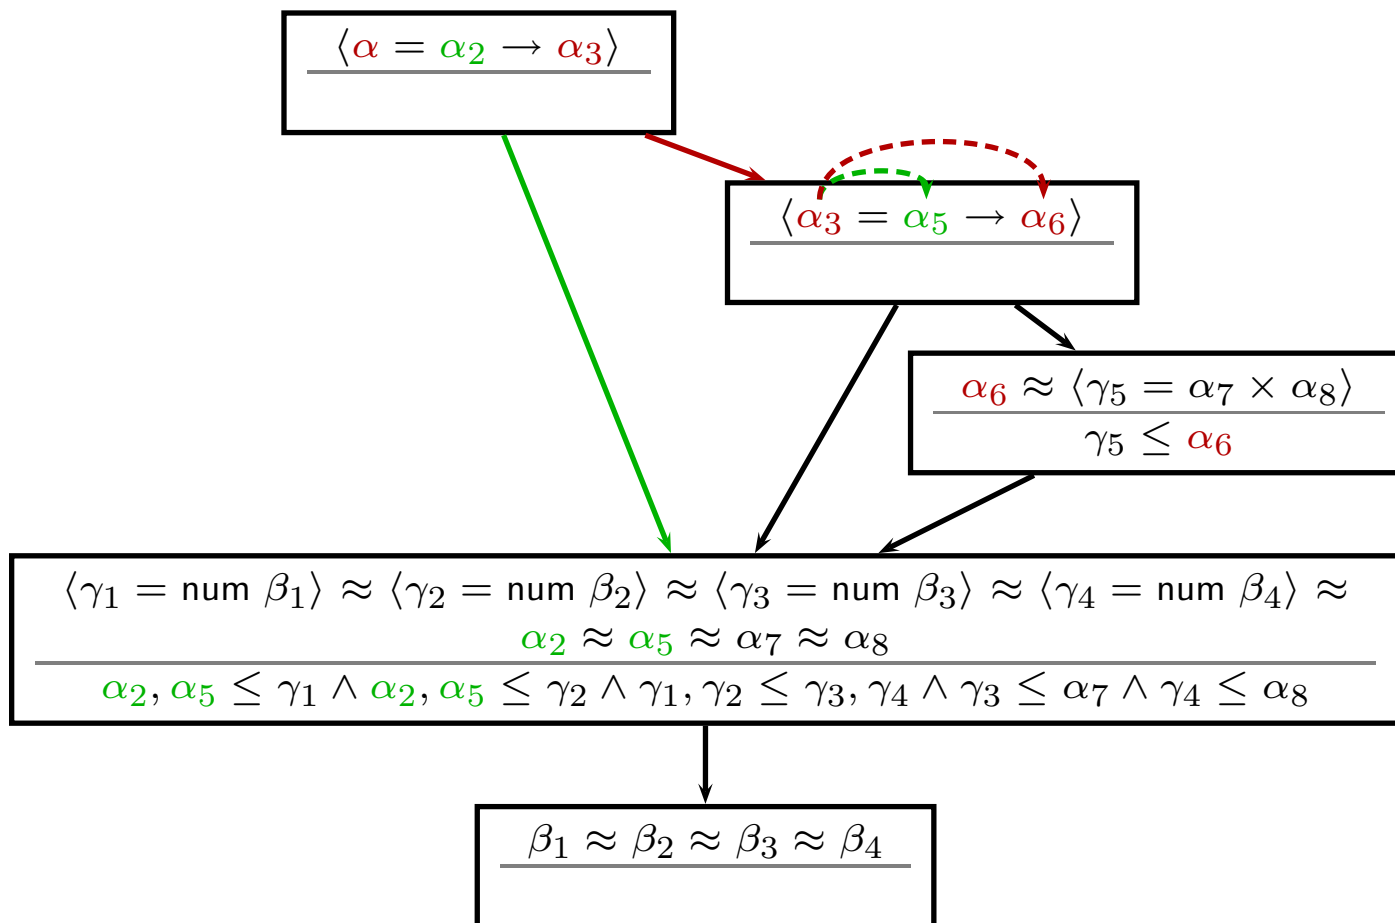 ⟨α = α₂ → α₃⟩
⟨α₃ = α₅ → α₆⟩
α₆ ≈ ⟨γ₅ = α₇ × α₈⟩
γ₅ ≤ α₆
⟨γ₁ = num β₁⟩ ≈ ⟨γ₂ = num β₂⟩ ≈ ⟨γ₃ = num β₃⟩ ≈ ⟨γ₄ = num β₄⟩ ≈
α₂ ≈ α₅ ≈ α₇ ≈ α₈
α₂, α₅ ≤ γ₁ ∧ α₂, α₅ ≤ γ₂ ∧ γ₁, γ₂ ≤ γ₃, γ₄ ∧ γ₃ ≤ α₇ ∧ γ₄ ≤ α₈
β₁ ≈ β₂ ≈ β₃ ≈ β₄